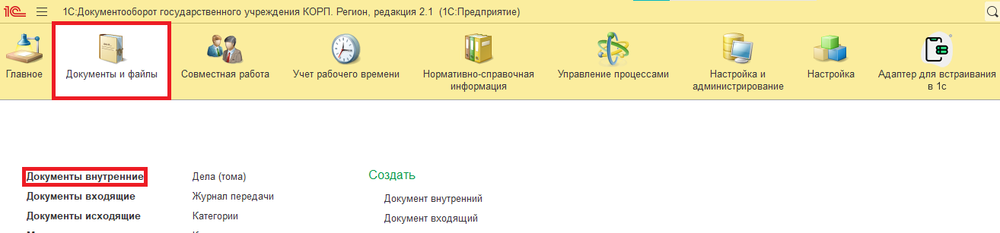 1С:Документооборот государственного учреждения КОРП. Регион, редакция 2.1 (1С:Предприятие)
Главное
Документы и файлы
Совместная работа
Учет рабочего времени
Нормативно-справочная
информация
Управление процессами
Настройка и
администрирование
Настройка
Адаптер для встраивания
в 1с
Документы внутренние
Документы входящие
Документы исходящие
Дела (тома)
Журнал передачи
Категории
Создать
Документ внутренний
Документ входящий